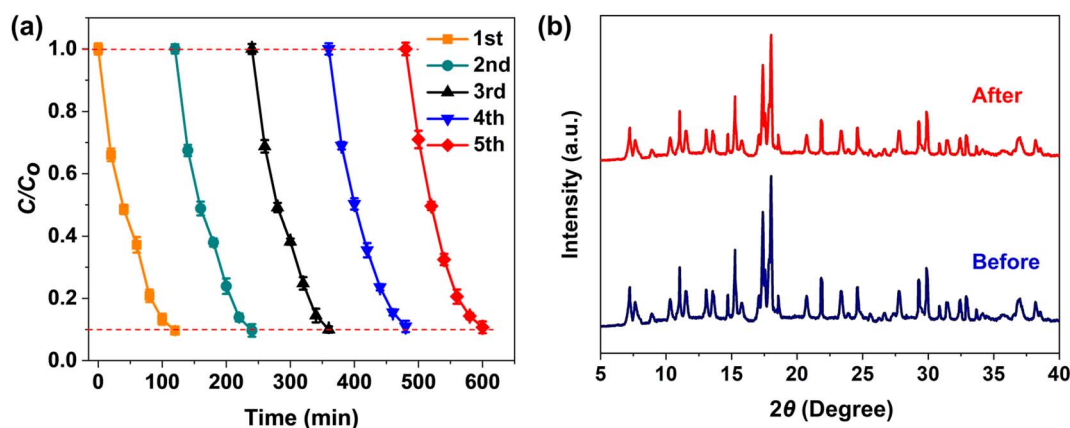 (a)
1st
2nd
3rd
4th
5th
1.0
0.8
0.6
0.4
0.2
0.0
C/Co
0
100
200
300
400
500
600
Time (min)
(b)
After
Before
Intensity (a.u.)
5
10
15
20
25
30
35
40
2θ (Degree)